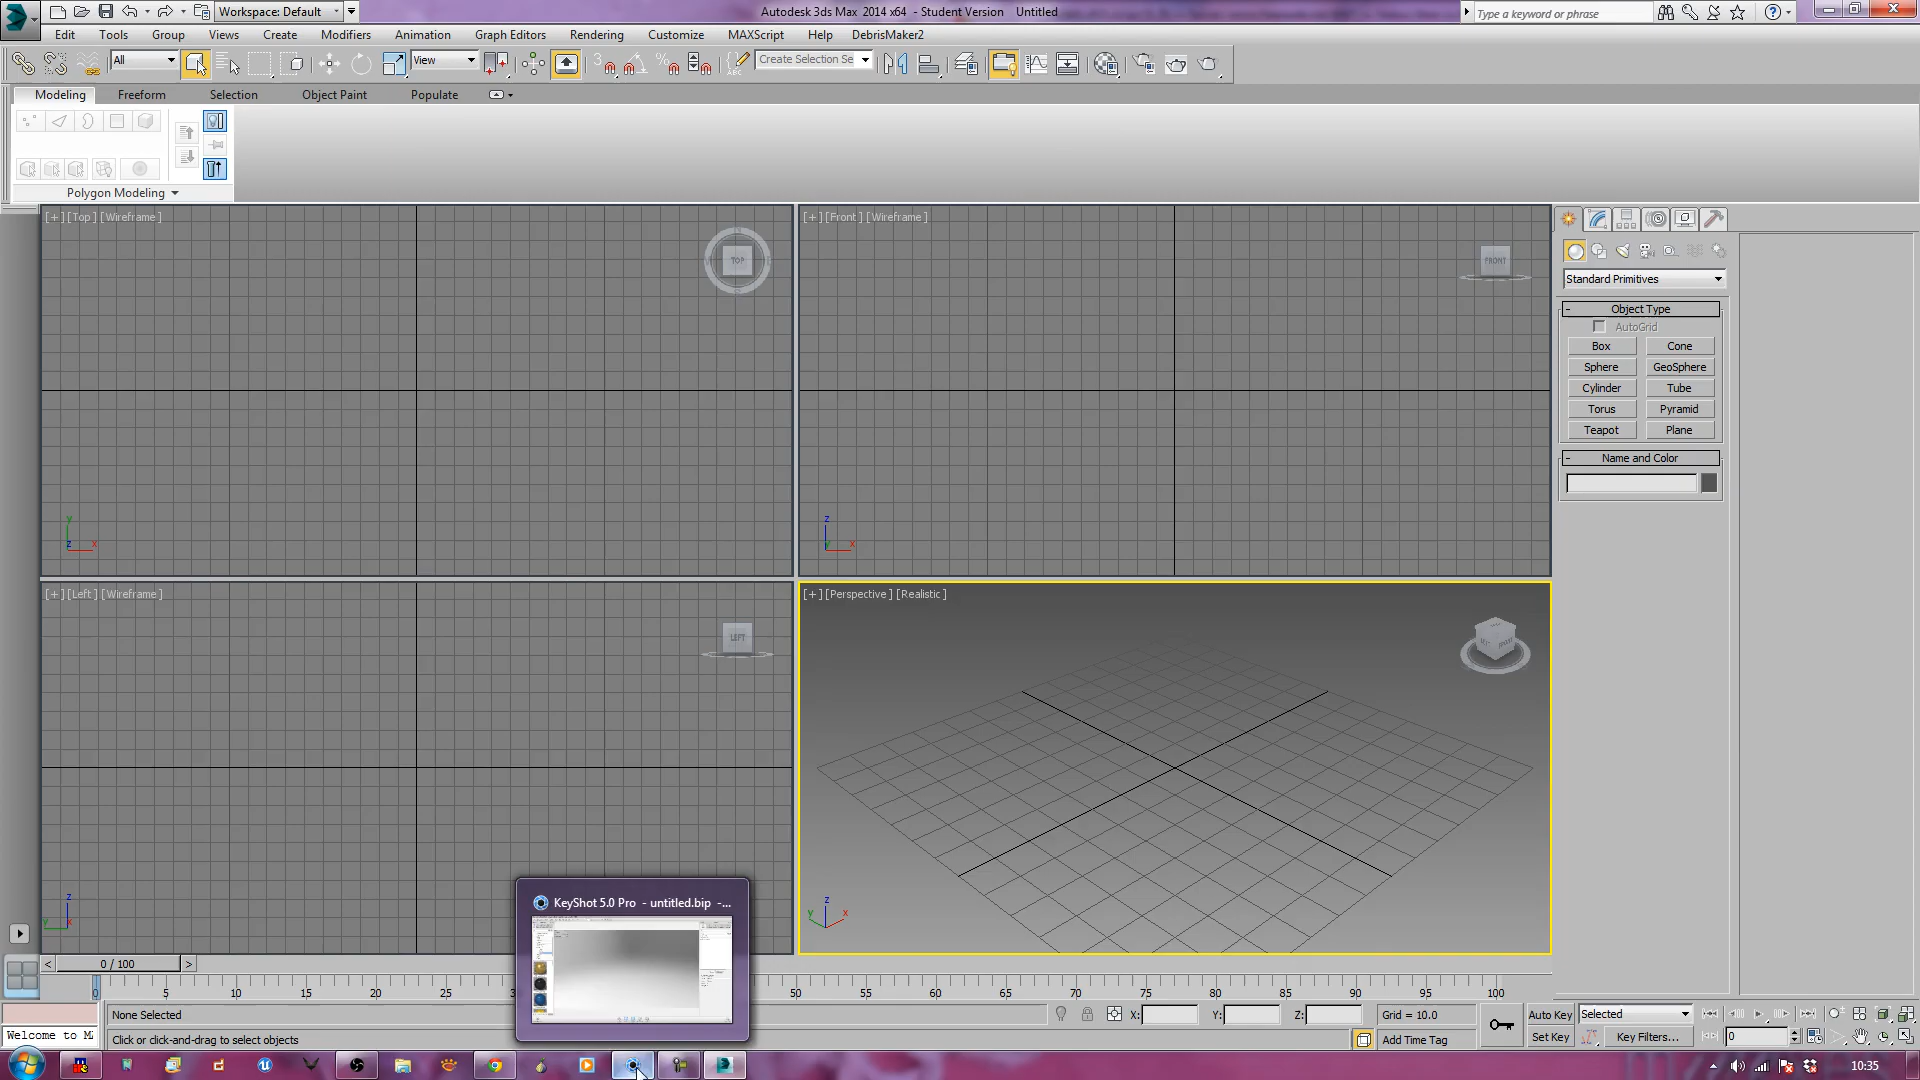 Workspace: Default
Autodesk 3ds Max 2014 x64 - Student Version Untitled
Type a keyword or phrase
Edit Tools Group Views Create Modifiers Animation Graph Editors Rendering Customize MAXScript Help DebrisMaker2
All
View
3
Create Selection Se
Modeling Freeform Selection Object Paint Populate
Polygon Modeling
[+] [Top ] [Wireframe ]
TOP
[+] [Front ] [Wireframe ]
FRONT
Standard Primitives
- Object Type
AutoGrid
Box Cone
Sphere GeoSphere
Cylinder Tube
Torus Pyramid
Teapot Plane
- Name and Color
y
z x
z
y x
[+] [Left ] [Wireframe ]
LEFT
[+] [Perspective ] [Realistic ]
z
y x
z
y x
KeyShot 5.0 Pro - untitled.bip -...
< 0 / 100 >
0 5 10 15 20 25 50 55 60 65 70 75 80 85 90 95 100
None Selected
X: Y: Z: Grid = 10.0
Auto Key Selected
Welcome to M
Click or click-and-drag to select objects
Add Time Tag
Set Key Key Filters... 0
10:35